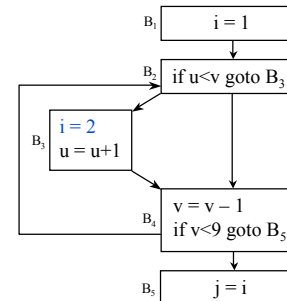 B₁
i = 1
B₂
if u<v goto B₃
B₃
i = 2
u = u+1
B₄
v = v – 1
if v<9 goto B₅
B₅
j = i